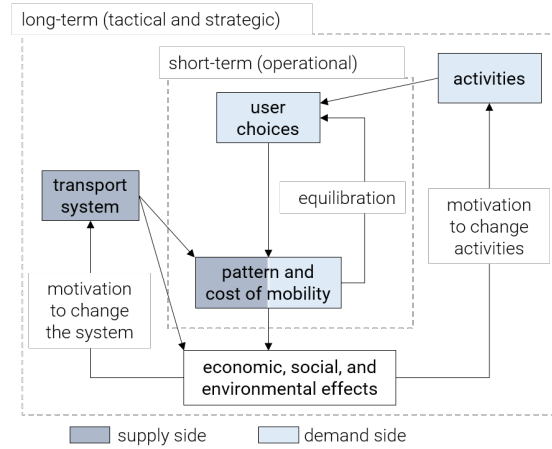 long-term (tactical and strategic)
short-term (operational)
activities
user
choices
transport
system
equilibration
motivation
to change
activities
pattern and
cost of mobility
motivation
to change
the system
economic, social, and
environmental effects
supply side
demand side